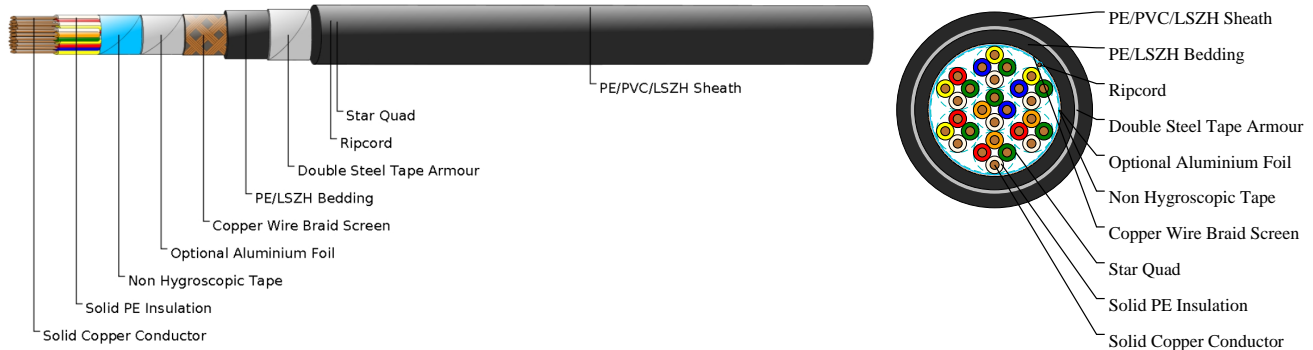 PE/PVC/LSZH Sheath
Star Quad
Ripcord
Double Steel Tape Armour
PE/LSZH Bedding
Copper Wire Braid Screen
Optional Aluminium Foil
Non Hygroscopic Tape
Solid PE Insulation
Solid Copper Conductor
PE/PVC/LSZH Sheath
PE/LSZH Bedding
Ripcord
Double Steel Tape Armour
Optional Aluminium Foil
Non Hygroscopic Tape
Copper Wire Braid Screen
Star Quad
Solid PE Insulation
Solid Copper Conductor